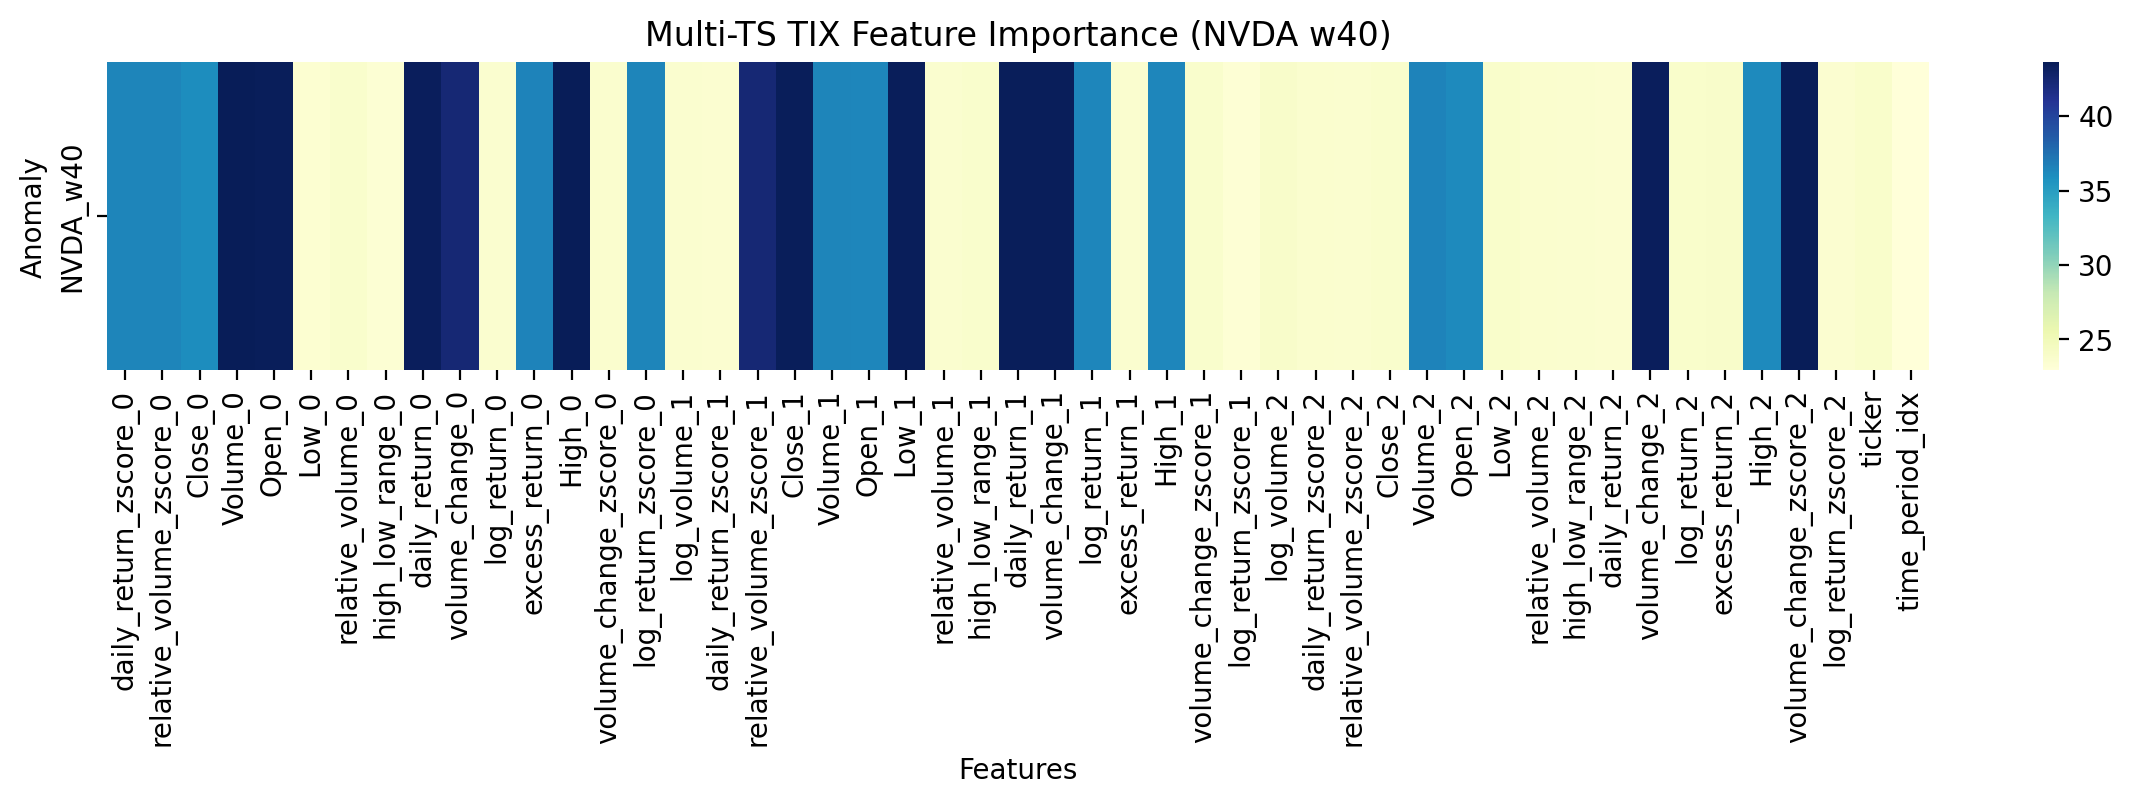 Multi-TS TIX Feature Importance (NVDA w40)
Anomaly
NVDA_w40
40
35
30
25
daily_return_zscore_0
relative_volume_zscore_0
Close_0
Volume_0
Open_0
Low_0
relative_volume_0
high_low_range_0
daily_return_0
volume_change_0
log_return_0
excess_return_0
High_0
volume_change_zscore_0
log_return_zscore_0
log_volume_1
daily_return_zscore_1
relative_volume_zscore_1
Close_1
Volume_1
Open_1
Low_1
relative_volume_1
high_low_range_1
daily_return_1
volume_change_1
log_return_1
excess_return_1
High_1
volume_change_zscore_1
log_return_zscore_1
log_volume_2
daily_return_zscore_2
relative_volume_zscore_2
Close_2
Volume_2
Open_2
Low_2
relative_volume_2
high_low_range_2
daily_return_2
volume_change_2
log_return_2
excess_return_2
High_2
volume_change_zscore_2
log_return_zscore_2
ticker
time_period_idx
Features